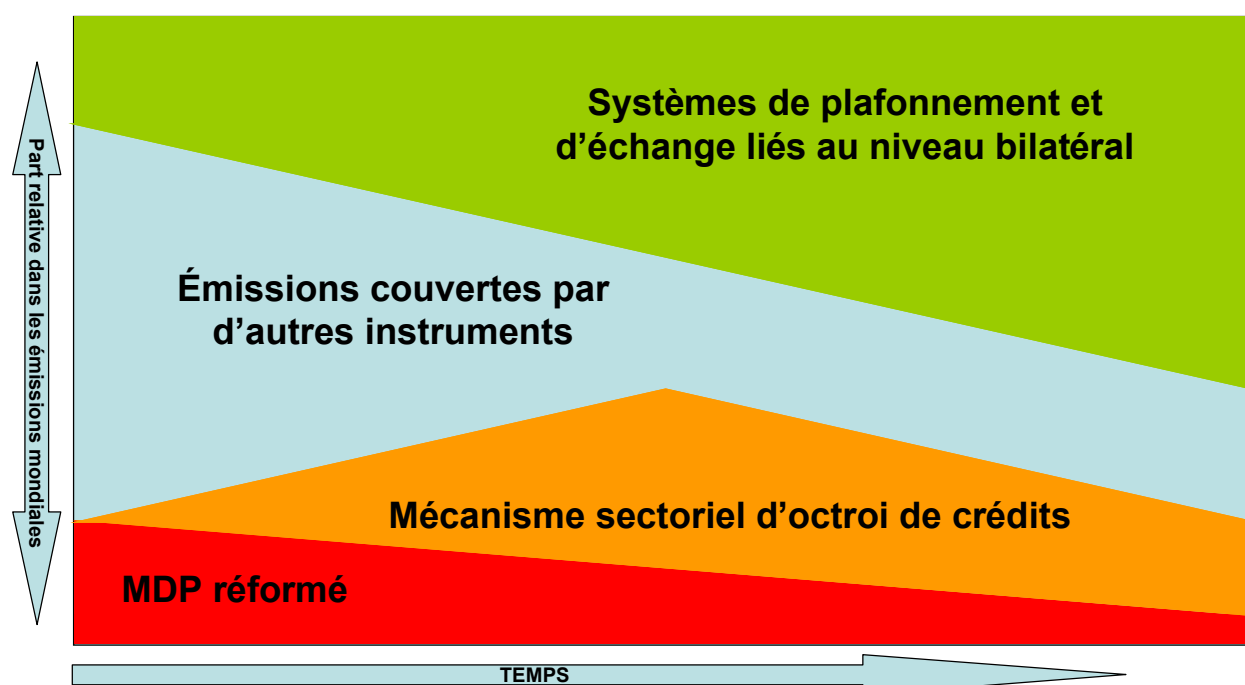 Systèmes de plafonnement et
d’échange liés au niveau bilatéral
Part relative dans les émissions mondiales
Émissions couvertes par
d’autres instruments
Mécanisme sectoriel d’octroi de crédits
MDP réformé
TEMPS